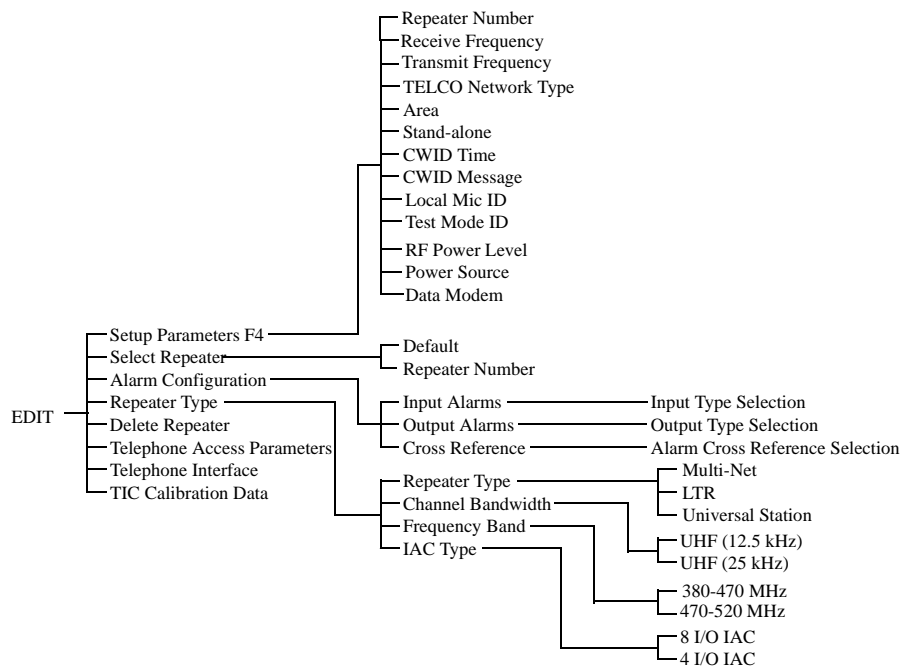 Repeater Number
Receive Frequency
Transmit Frequency
TELCO Network Type
Area
Stand-alone
CWID Time
CWID Message
Local Mic ID
Test Mode ID
RF Power Level
Power Source
Data Modem
EDIT
Setup Parameters F4
Select Repeater
Alarm Configuration
Repeater Type
Delete Repeater
Telephone Access Parameters
Telephone Interface
TIC Calibration Data
Default
Repeater Number
Input Alarms
Output Alarms
Cross Reference
Input Type Selection
Output Type Selection
Alarm Cross Reference Selection
Repeater Type
Channel Bandwidth
Frequency Band
IAC Type
Multi-Net
LTR
Universal Station
UHF (12.5 kHz)
UHF (25 kHz)
380-470 MHz
470-520 MHz
8 I/O IAC
4 I/O IAC